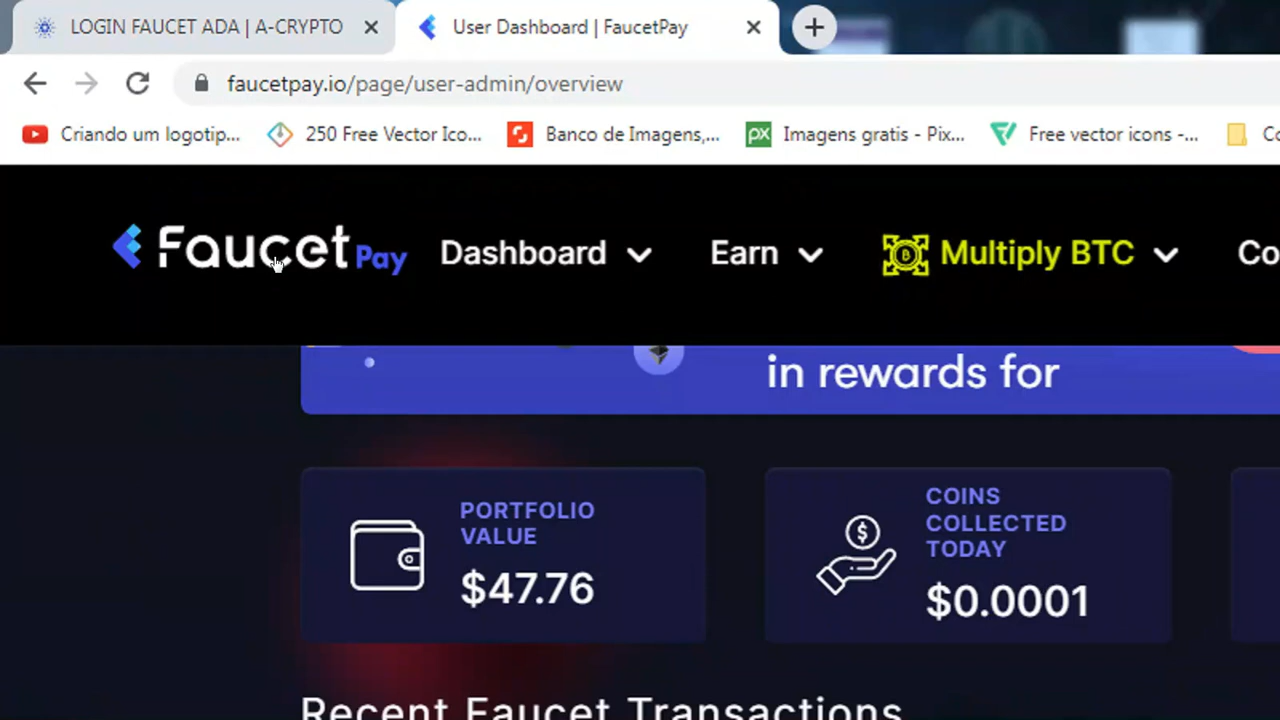 LOGIN FAUCET ADA | A-CRYPTO
User Dashboard | FaucetPay
faucetpay.io/page/user-admin/overview
Criando um logotip...
250 Free Vector Ico...
Banco de Imagens,...
Imagens gratis - Pix...
Free vector icons -...
Co
Faucet Pay
Dashboard
Earn
Multiply BTC
Co
in rewards for
PORTFOLIO
VALUE
$47.76
COINS
COLLECTED
TODAY
$0.0001
Recent Faucet Transactions